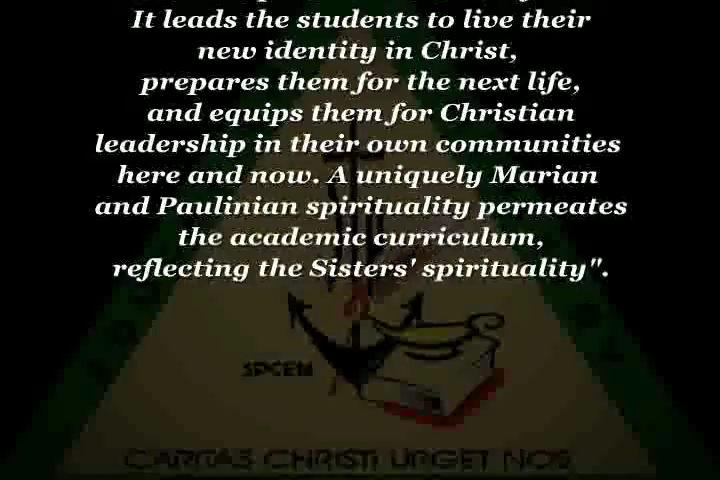 It leads the students to live their
new identity in Christ,
prepares them for the next life,
and equips them for Christian
leadership in their own communities
here and now. A uniquely Marian
and Paulinian spirituality permeates
the academic curriculum,
reflecting the Sisters' spirituality".
SPCEM
CARITAS CHRISTI URGET NOS